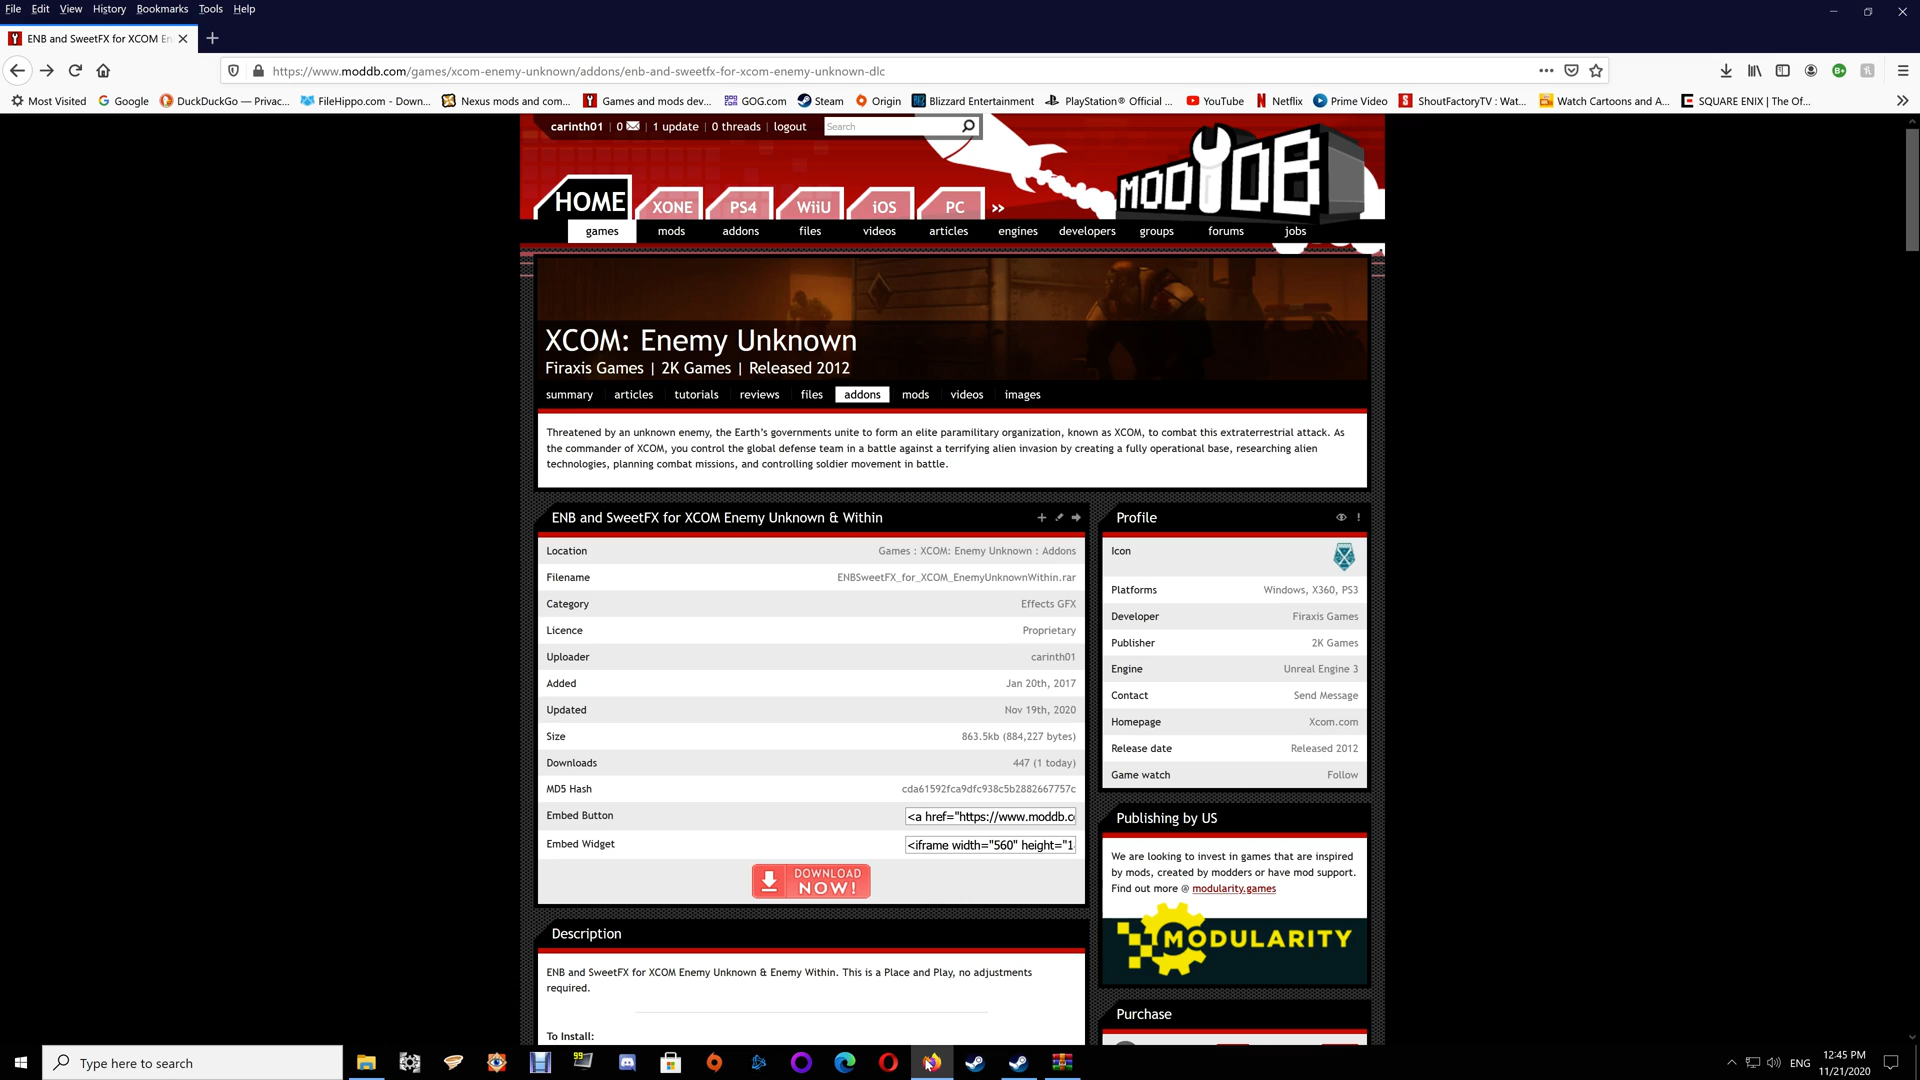 File Edit View History Bookmarks Tools Help
ENB and SweetFX for XCOM En
https://www.moddb.com/games/xcom-enemy-unknown/addons/enb-and-sweetfx-for-xcom-enemy-unknown-dlc
Most Visited Google DuckDuckGo — Privac... FileHippo.com - Down... Nexus mods and com... Games and mods dev... GOG.com Steam Origin Blizzard Entertainment PlayStation® Official ... YouTube Netflix Prime Video ShoutFactoryTV : Wat... Watch Cartoons and A... SQUARE ENIX | The Of...
carinth01 | 0 | 1 update | 0 threads | logout Search
MODDB
HOME XONE PS4 WiiU iOS PC »
games mods addons files videos articles engines developers groups forums jobs
XCOM: Enemy Unknown
Firaxis Games | 2K Games | Released 2012
summary articles tutorials reviews files addons mods videos images
Threatened by an unknown enemy, the Earth's governments unite to form an elite paramilitary organization, known as XCOM, to combat this extraterrestrial attack. As
the commander of XCOM, you control the global defense team in a battle against a terrifying alien invasion by creating a fully operational base, researching alien
technologies, planning combat missions, and controlling soldier movement in battle.
ENB and SweetFX for XCOM Enemy Unknown & Within
Location Games : XCOM: Enemy Unknown : Addons
Filename ENBSweetFX_for_XCOM_EnemyUnknownWithin.rar
Category Effects GFX
Licence Proprietary
Uploader carinth01
Added Jan 20th, 2017
Updated Nov 19th, 2020
Size 863.5kb (884,227 bytes)
Downloads 447 (1 today)
MD5 Hash cda61592fca9dfc938c5b2882667757c
Embed Button <a href="https://www.moddb.co
Embed Widget <iframe width="560" height="1
DOWNLOAD
NOW!
Description
ENB and SweetFX for XCOM Enemy Unknown & Enemy Within. This is a Place and Play, no adjustments
required.
To Install:
Profile
Icon
Platforms Windows, X360, PS3
Developer Firaxis Games
Publisher 2K Games
Engine Unreal Engine 3
Contact Send Message
Homepage Xcom.com
Release date Released 2012
Game watch Follow
Publishing by US
We are looking to invest in games that are inspired
by mods, created by modders or have mod support.
Find out more @ modularity.games
MODULARITY
Purchase
Type here to search
99
ENG
12:45 PM
11/21/2020